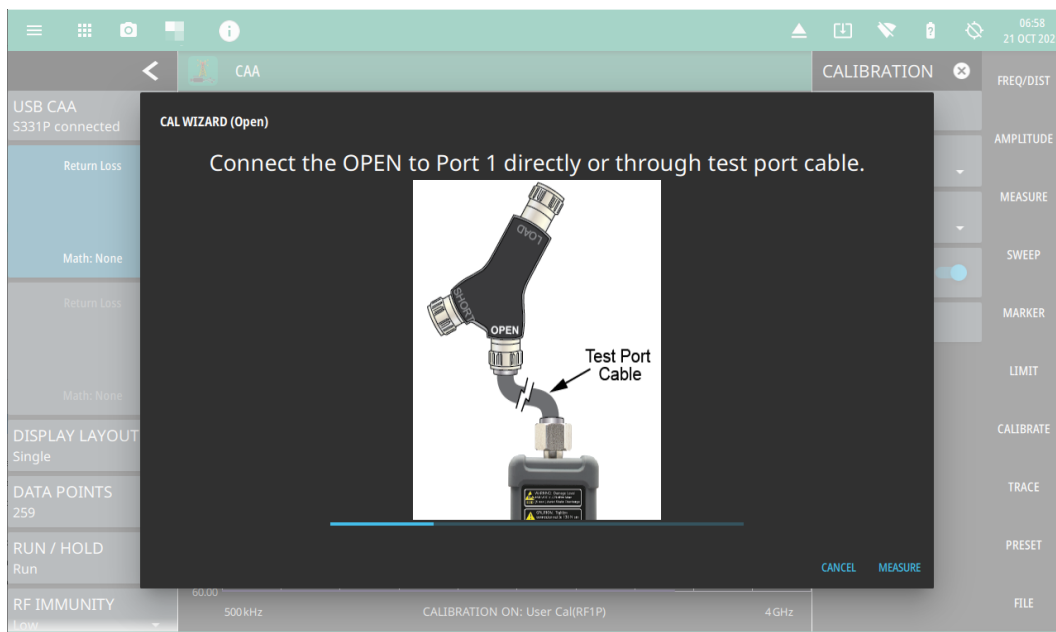 06:58
21 OCT 202
CAA
CALIBRATION
FREQ/DIST
USB CAA
S331P connected
CAL WIZARD (Open)
AMPLITUDE
Connect the OPEN to Port 1 directly or through test port cable.
Return Loss
MEASURE
LOAD
Math: None
SWEEP
Return Loss
SHORT
MARKER
OPEN
Test Port
Cable
LIMIT
Math: None
DISPLAY LAYOUT
Single
CALIBRATE
DATA POINTS
259
TRACE
RUN / HOLD
Run
PRESET
CANCEL MEASURE
RF IMMUNITY
Low
60.00
500 kHz CALIBRATION ON: User Cal(RF1P) 4 GHz
FILE